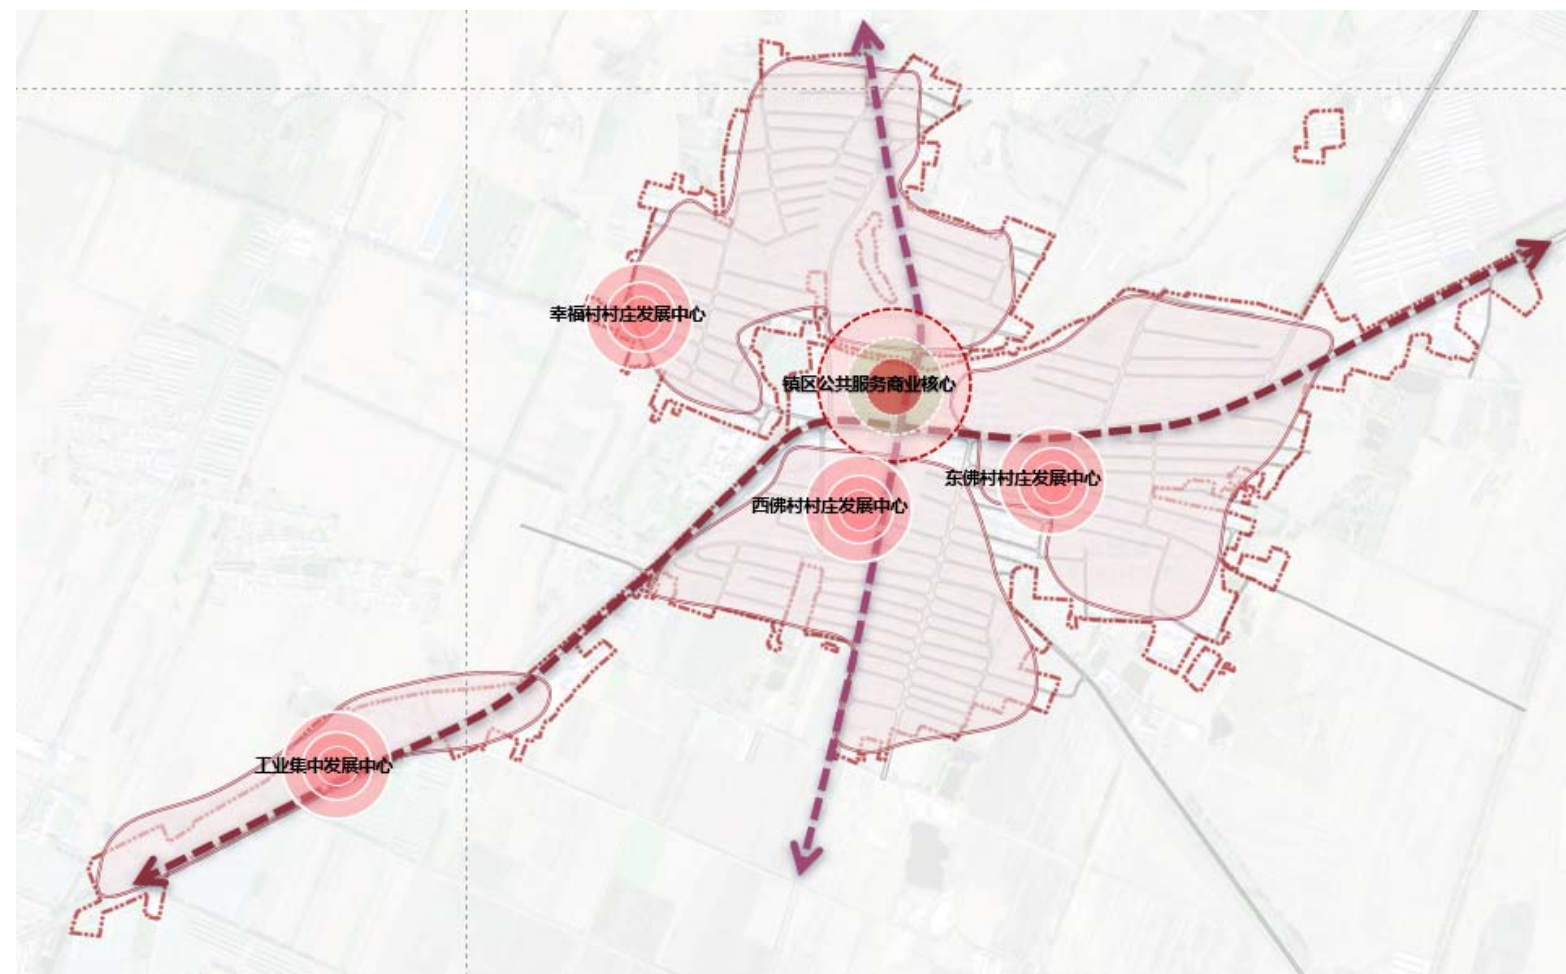 幸福村村庄发展中心
镇区公共服务商业核心
东佛村村庄发展中心
西佛村村庄发展中心
工业集中发展中心